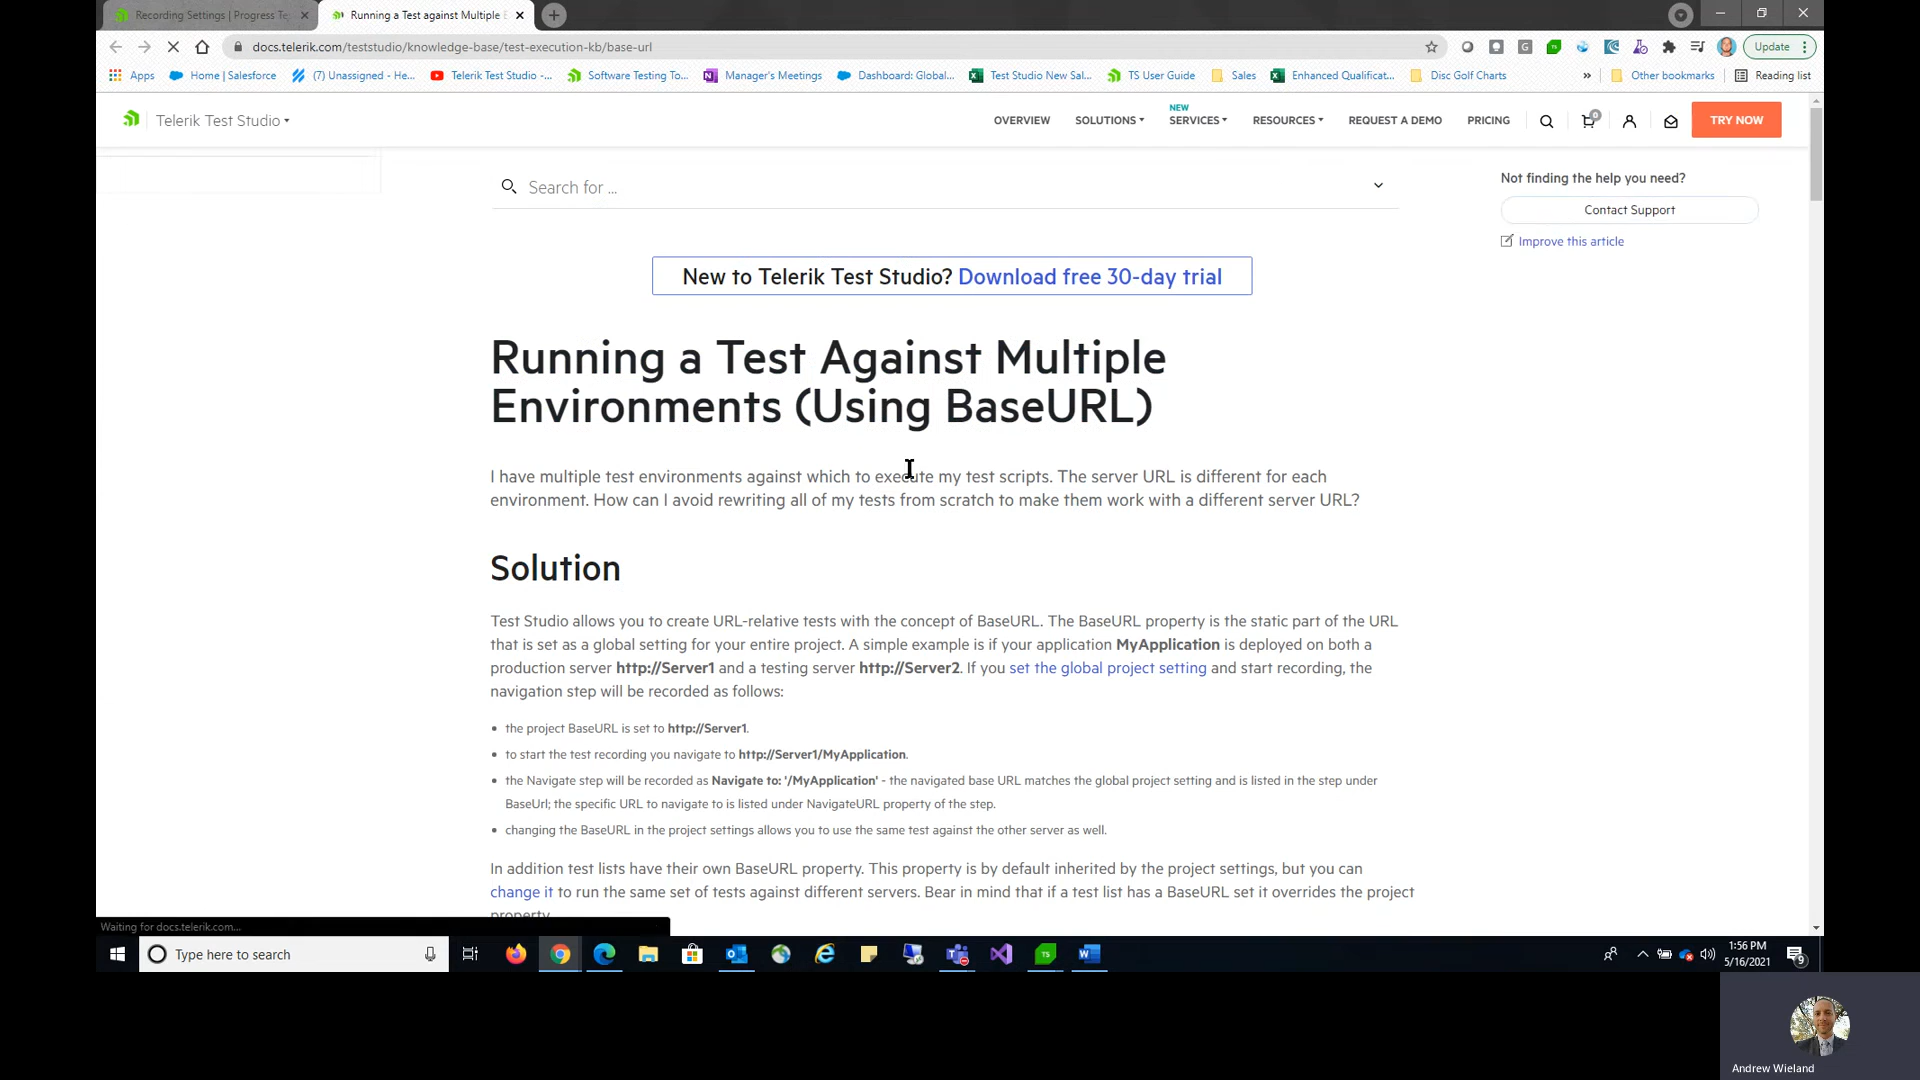 Recording Settings | Progress Te
Running a Test against Multiple E
docs.telerik.com/teststudio/knowledge-base/test-execution-kb/base-url
Update
Apps
Home | Salesforce
(7) Unassigned - He...
Telerik Test Studio -...
Software Testing To...
Manager's Meetings
Dashboard: Global...
Test Studio New Sal...
TS User Guide
Sales
Enhanced Qualificat...
Disc Golf Charts
»
Other bookmarks
Reading list
Telerik Test Studio
OVERVIEW
SOLUTIONS
NEW
SERVICES
RESOURCES
REQUEST A DEMO
PRICING
0
TRY NOW
Search for ...
Not finding the help you need?
Contact Support
Improve this article
New to Telerik Test Studio? Download free 30-day trial
Running a Test Against Multiple
Environments (Using BaseURL)
I have multiple test environments against which to execute my test scripts. The server URL is different for each
environment. How can I avoid rewriting all of my tests from scratch to make them work with a different server URL?
Solution
Test Studio allows you to create URL-relative tests with the concept of BaseURL. The BaseURL property is the static part of the URL
that is set as a global setting for your entire project. A simple example is if your application MyApplication is deployed on both a
production server http://Server1 and a testing server http://Server2. If you set the global project setting and start recording, the
navigation step will be recorded as follows:
• the project BaseURL is set to http://Server1.
• to start the test recording you navigate to http://Server1/MyApplication.
• the Navigate step will be recorded as Navigate to: '/MyApplication' - the navigated base URL matches the global project setting and is listed in the step under
BaseUrl; the specific URL to navigate to is listed under NavigateURL property of the step.
• changing the BaseURL in the project settings allows you to use the same test against the other server as well.
In addition test lists have their own BaseURL property. This property is by default inherited by the project settings, but you can
change it to run the same set of tests against different servers. Bear in mind that if a test list has a BaseURL set it overrides the project
property.
Waiting for docs.telerik.com...
Type here to search
TS
1:56 PM
5/16/2021
9
Andrew Wieland